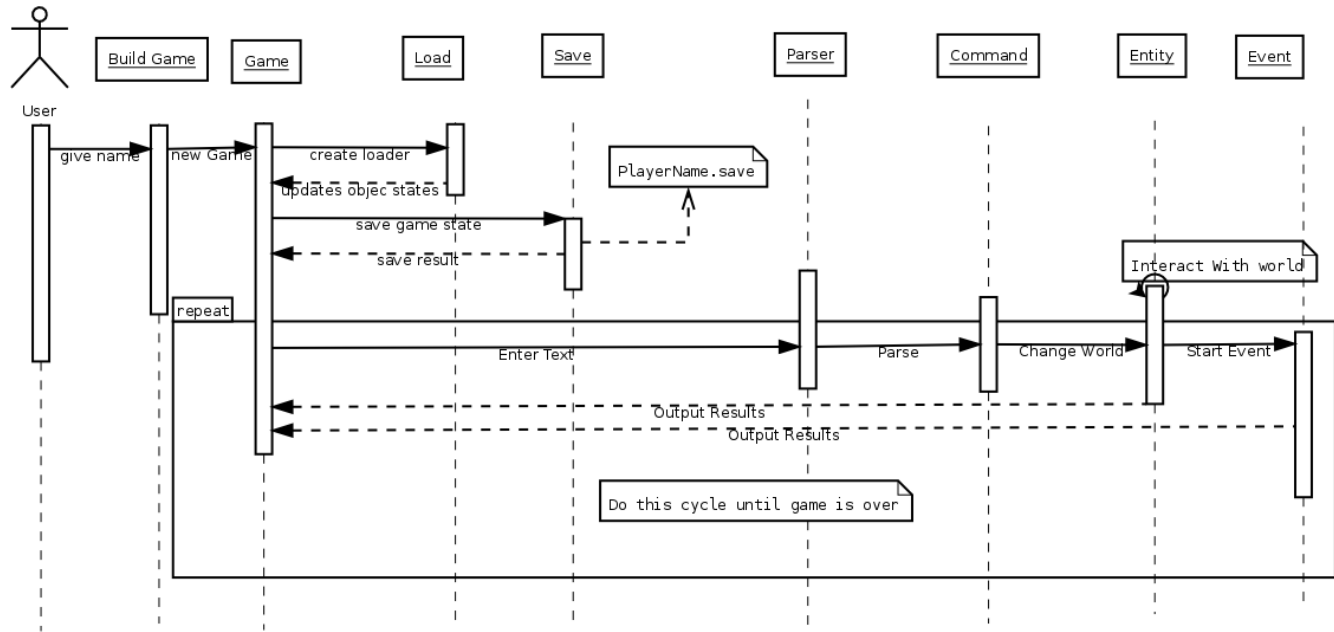 Build Game
Game
Load
Save
Parser
Command
Entity
Event
User
give name
new Game
create loader
PlayerName.save
updates objec states
save game state
save result
Interact With world
repeat
Enter Text
Parse
Change World
Start Event
Output Results
Output Results
Do this cycle until game is over